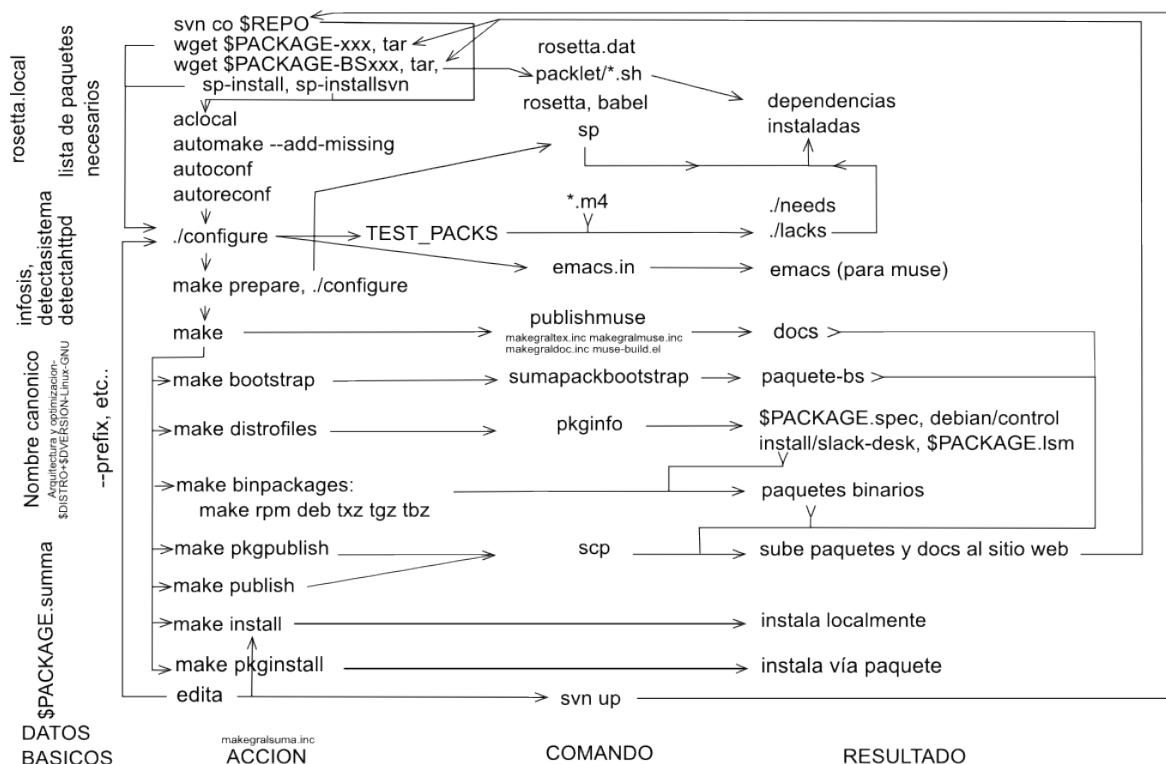 svn co $REPO
wget $PACKAGE-xxx, tar
wget $PACKAGE-BSxxx, tar,
sp-install, sp-installsvn
rosetta.dat
packlet/*.sh
rosetta, babel
sp
dependencias
instaladas
rosetta.local
lista de paquetes
necesarios
aclocal
automake --add-missing
autoconf
autoreconf
*.m4
./needs
./lacks
./configure
TEST_PACKS
emacs.in
emacs (para muse)
infosis,
detectasistema
detectahttpd
make prepare, ./configure
make
publishmuse
makegraltex.inc makegralmuse.inc
makegraldoc.inc muse-build.el
docs
make bootstrap
sumapackbootstrap
paquete-bs
Nombre canonico
Arquitectura y optimizacion-
$DISTRO+$DVERSION-Linux-GNU
--prefix, etc..
make distrofiles
pkginfo
$PACKAGE.spec, debian/control
install/slack-desk, $PACKAGE.lsm
make binpackages:
make rpm deb txz tgz tbz
paquetes binarios
make pkgpublish
scp
sube paquetes y docs al sitio web
make publish
$PACKAGE.summa
make install
instala localmente
make pkginstall
instala vía paquete
edita
svn up
DATOS
BASICOS
makegralsuma.inc
ACCION
COMANDO
RESULTADO